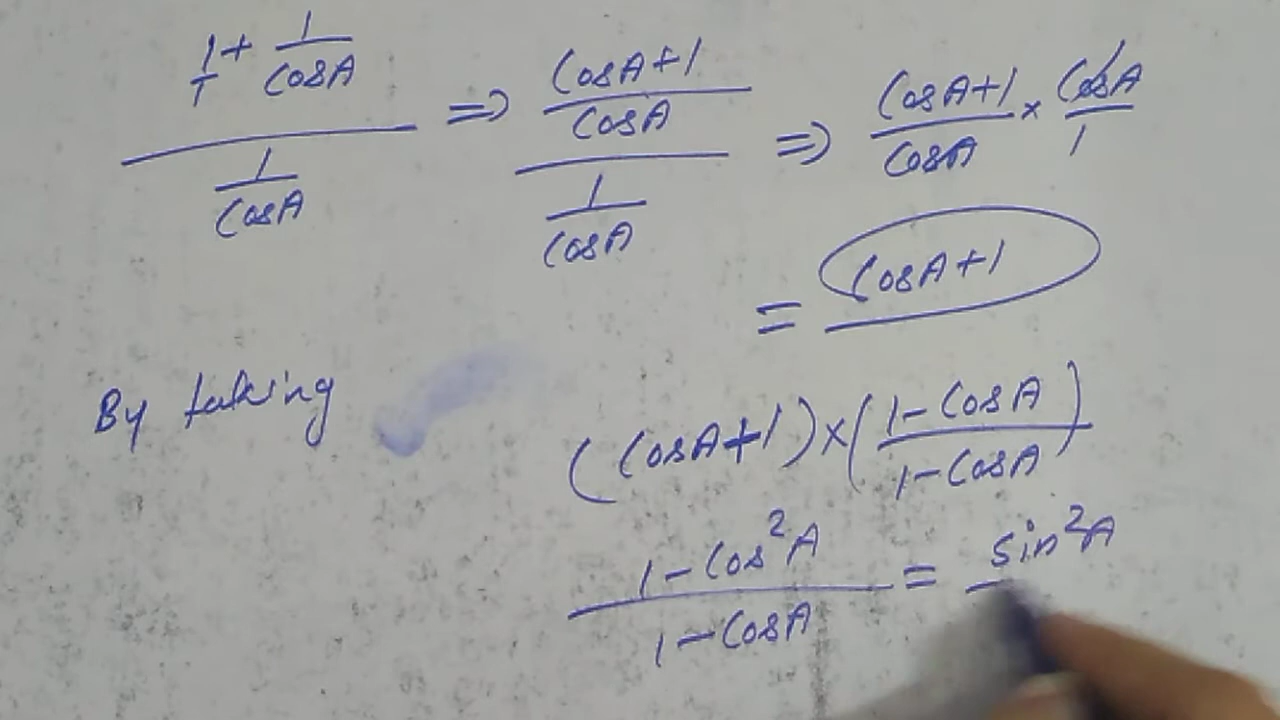 1/1 + 1/CosA / 1/CosA => CosA+1/CosA / 1/CosA => CosA+1/CosA × CosA/1
= CosA+1
By taking
(CosA+1)×(1-CosA/1-CosA)
1-Cos²A/1-CosA = sin²A